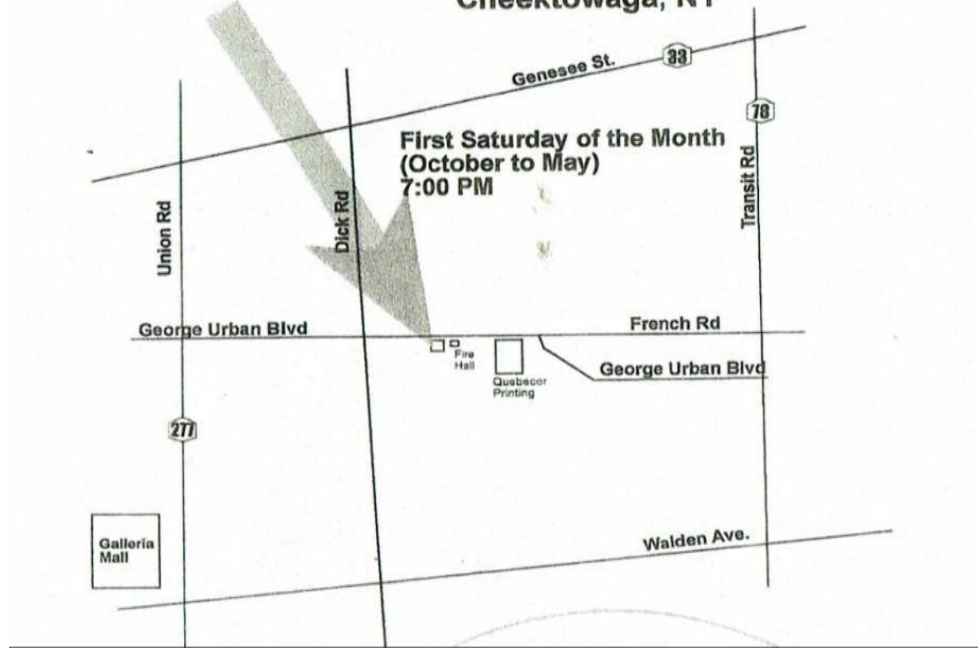 Cheektowaga, NY
Genesee St.
33
78
First Saturday of the Month
(October to May)
7:00 PM
Union Rd
Dick Rd
Transit Rd
George Urban Blvd
French Rd
Fire
Hall
Quebecor
Printing
George Urban Blvd
277
Galleria
Mall
Walden Ave.